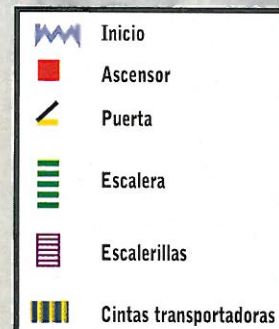 Inicio
Ascensor
Puerta
Escalera
Escalerillas
Cintas transportadoras